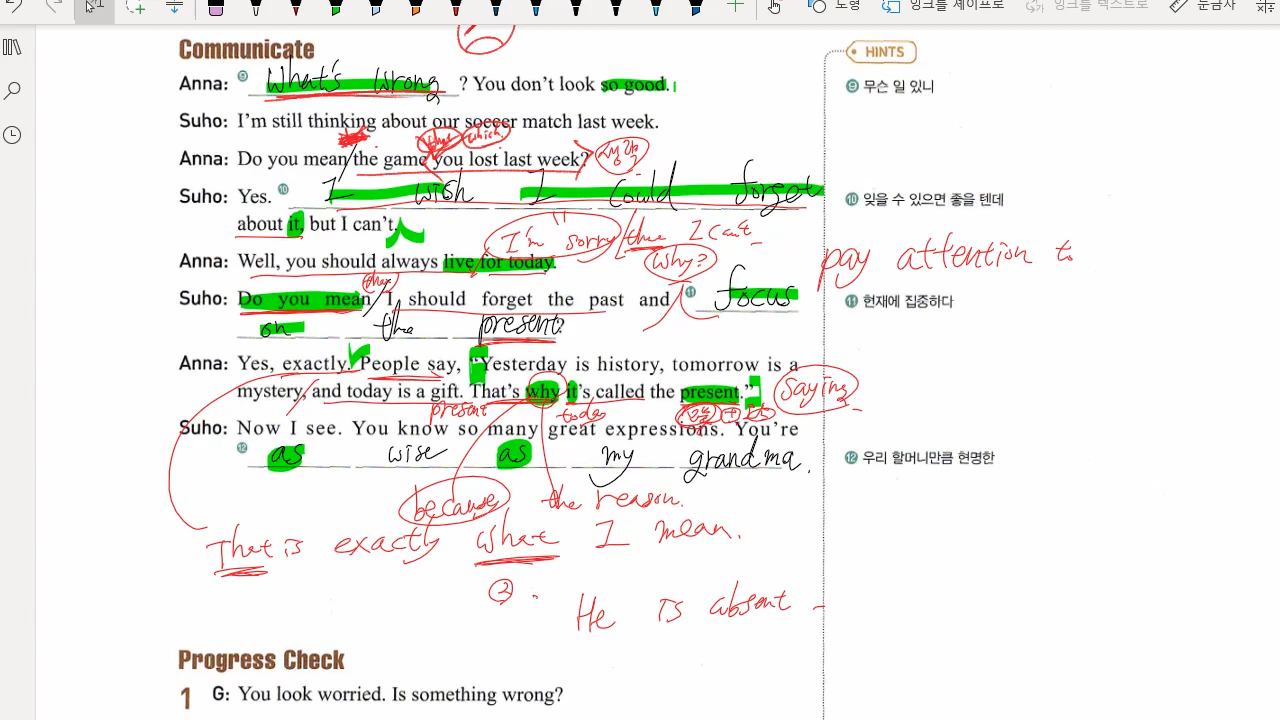 도형 잉크를 셰이프로 잉크를 텍스트로 눈금자
Communicate
HINTS
Anna: ⑨ What's wrong ? You don't look so good.
⑨ 무슨 일 있니
Suho: I'm still thinking about our soccer match last week.
which
Anna: Do you mean the game you lost last week?
Suho: Yes. ⑩ I wish I could forget
⑩ 잊을 수 있으면 좋을 텐데
about it, but I can't.
I'm sorry that I can't
Anna: Well, you should always live for today.
why?
pay attention to
that
Suho: Do you mean I should forget the past and ⑪ focus
⑪ 현재에 집중하다
on the present?
Anna: Yes, exactly. People say, “Yesterday is history, tomorrow is a
mystery, and today is a gift. That's why it's called the present.”
saying
present today
Suho: Now I see. You know so many great expressions. You're
⑫ as wise as my grandma.
⑫ 우리 할머니만큼 현명한
because the reason.
That is exactly what I mean.
②.
He is absent
Progress Check
1 G: You look worried. Is something wrong?